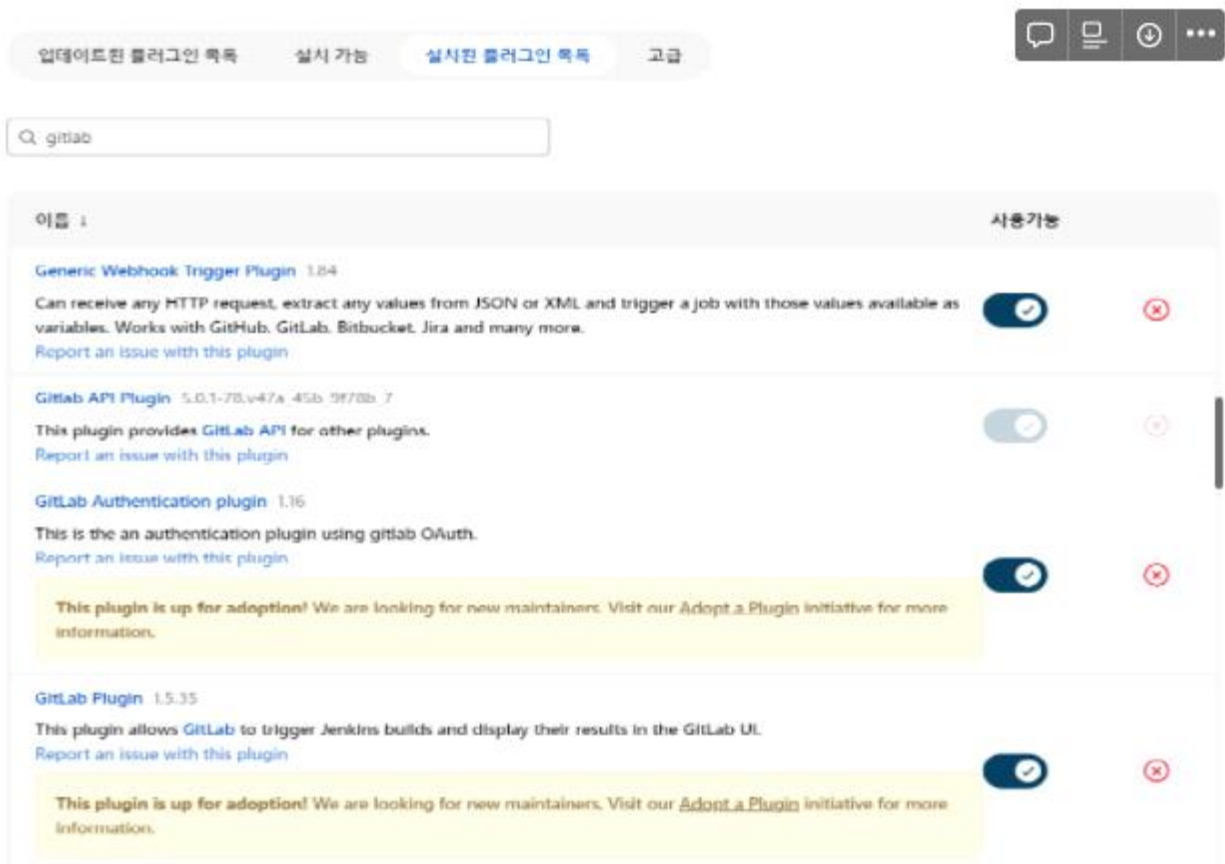 업데이트된 플러그인 목록 설치 가능 설치된 플러그인 목록 고급
gitlab
이름 ↓ 사용가능
Generic Webhook Trigger Plugin 1.84
Can receive any HTTP request, extract any values from JSON or XML and trigger a job with those values available as
variables. Works with GitHub, GitLab, Bitbucket, Jira and many more.
Report an issue with this plugin
Gitlab API Plugin 5.0.1-78.v47a_45b_9f78b_7
This plugin provides GitLab API for other plugins.
Report an issue with this plugin
GitLab Authentication plugin 1.16
This is the an authentication plugin using gitlab OAuth.
Report an issue with this plugin
This plugin is up for adoption! We are looking for new maintainers. Visit our Adopt a Plugin initiative for more
information.
GitLab Plugin 1.5.35
This plugin allows GitLab to trigger Jenkins builds and display their results in the GitLab UI.
Report an issue with this plugin
This plugin is up for adoption! We are looking for new maintainers. Visit our Adopt a Plugin initiative for more
information.